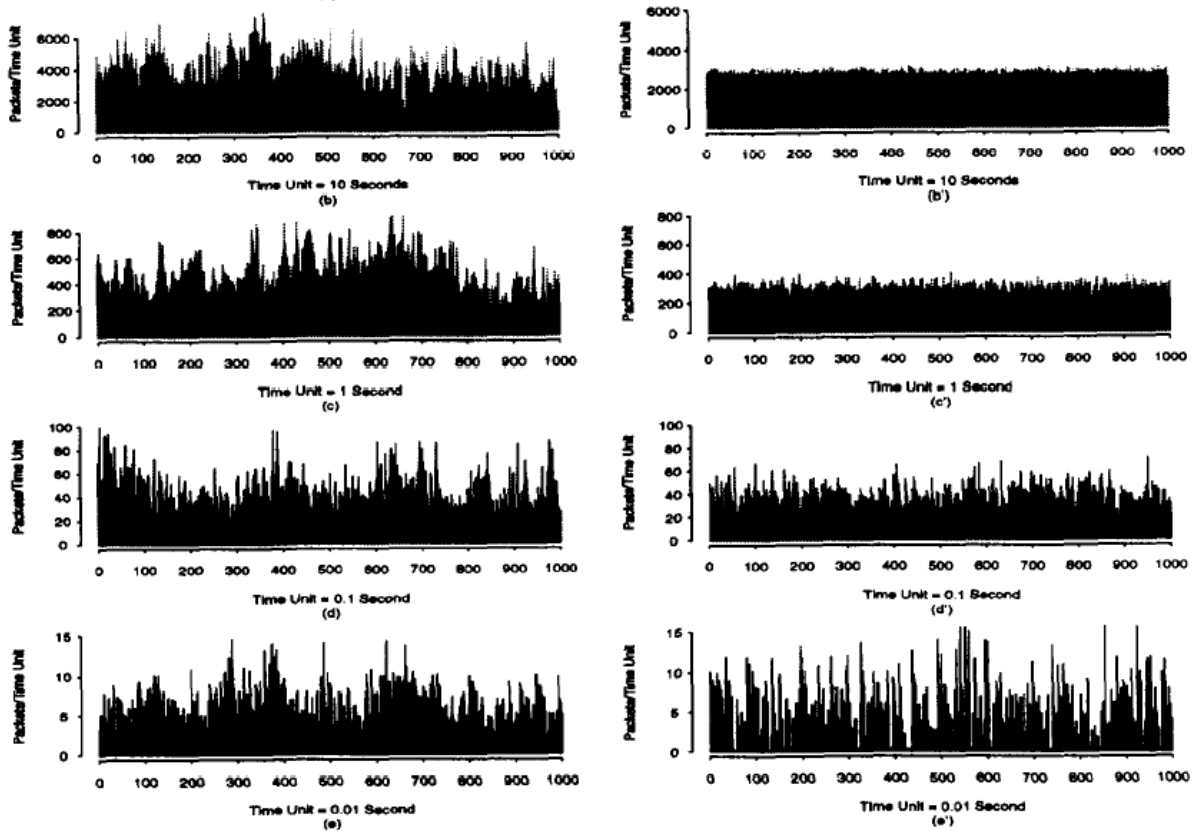 Packets/Time Unit
6000
4000
2000
0
0 100 200 300 400 500 600 700 800 900 1000
Time Unit = 10 Seconds
(b)
Packets/Time Unit
6000
4000
2000
0
0 100 200 300 400 500 600 700 800 900 1000
Time Unit = 10 Seconds
(b')
Packets/Time Unit
800
600
400
200
0
0 100 200 300 400 500 600 700 800 900 1000
Time Unit = 1 Second
(c)
Packets/Time Unit
800
600
400
200
0
0 100 200 300 400 500 600 700 800 900 1000
Time Unit = 1 Second
(c')
Packets/Time Unit
100
80
60
40
20
0
0 100 200 300 400 500 600 700 800 900 1000
Time Unit = 0.1 Second
(d)
Packets/Time Unit
100
80
60
40
20
0
0 100 200 300 400 500 600 700 800 900 1000
Time Unit = 0.1 Second
(d')
Packets/Time Unit
15
10
5
0
0 100 200 300 400 500 600 700 800 900 1000
Time Unit = 0.01 Second
(e)
Packets/Time Unit
15
10
5
0
0 100 200 300 400 500 600 700 800 900 1000
Time Unit = 0.01 Second
(e')